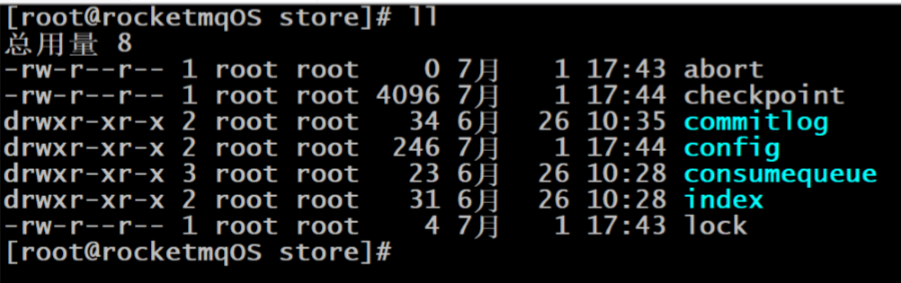 [root@rocketmqOS store]# ll
总用量 8
-rw-r--r-- 1 root root    0 7月   1 17:43 abort
-rw-r--r-- 1 root root 4096 7月   1 17:44 checkpoint
drwxr-xr-x 2 root root   34 6月  26 10:35 commitlog
drwxr-xr-x 2 root root  246 7月   1 17:44 config
drwxr-xr-x 3 root root   23 6月  26 10:28 consumequeue
drwxr-xr-x 2 root root   31 6月  26 10:28 index
-rw-r--r-- 1 root root    4 7月   1 17:43 lock
[root@rocketmqOS store]#